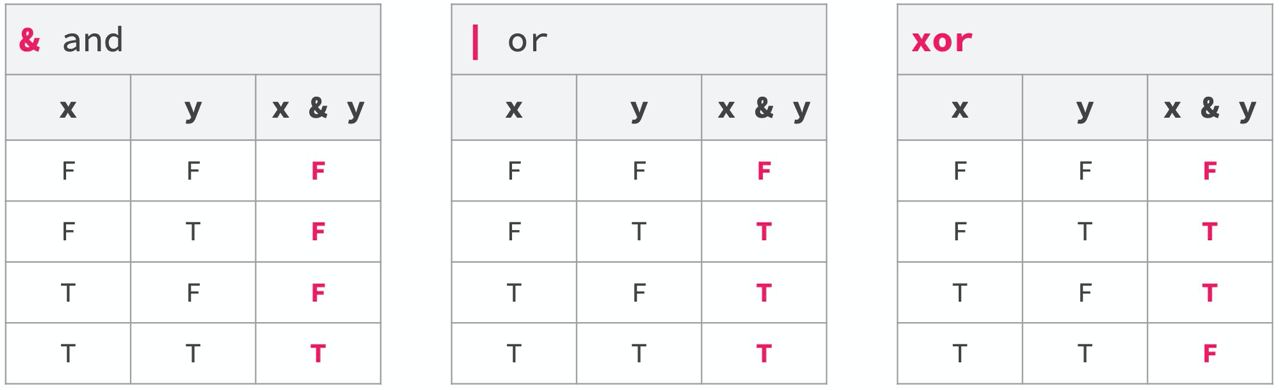 & and
x y x & y
F F F
F T F
T F F
T T T
| or
x y x & y
F F F
F T T
T F T
T T T
xor
x y x & y
F F F
F T T
T F T
T T F